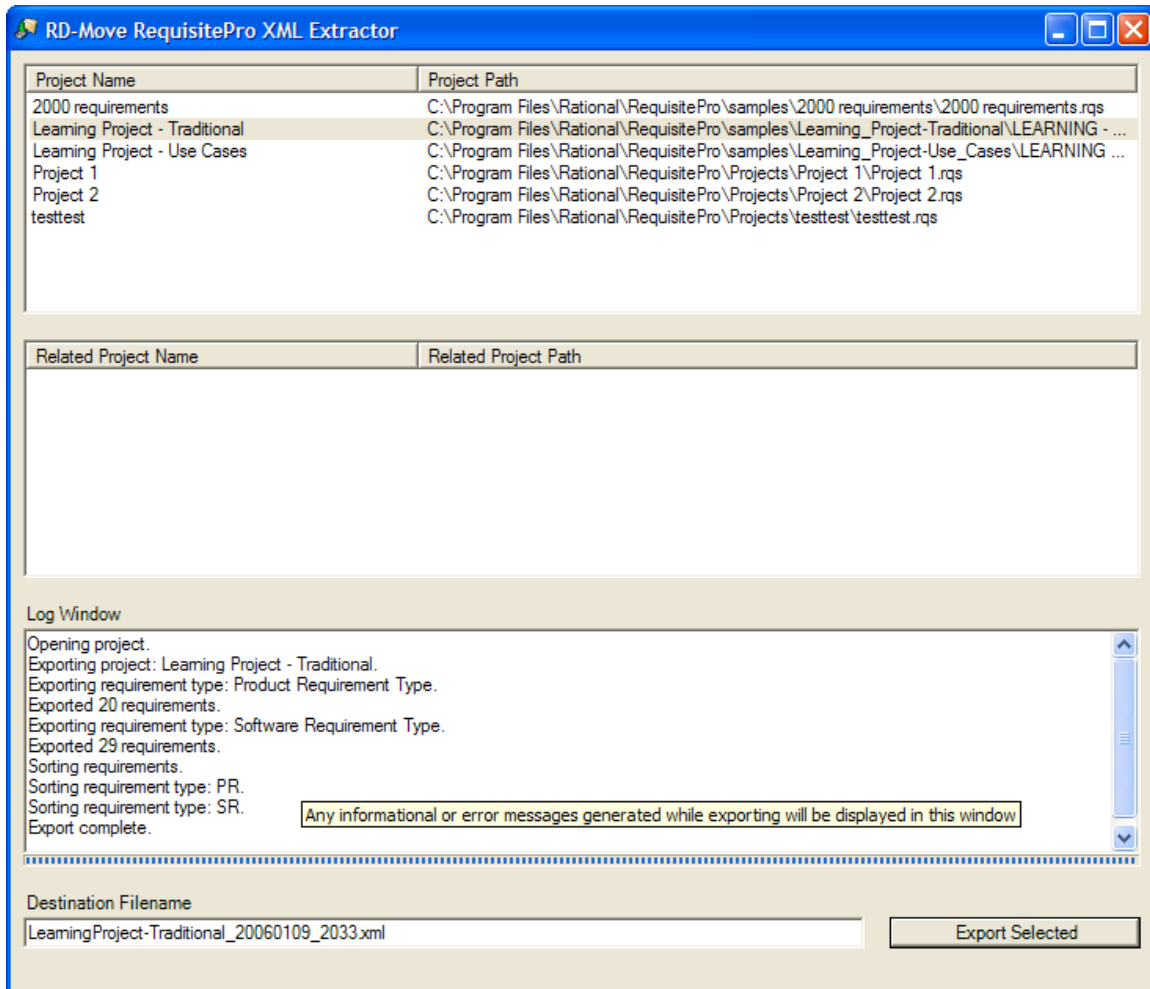 RD-Move RequisitePro XML Extractor
Project Name Project Path
2000 requirements C:\Program Files\Rational\RequisitePro\samples\2000 requirements\2000 requirements.rqs
Learning Project - Traditional C:\Program Files\Rational\RequisitePro\samples\Learning_Project-Traditional\LEARNING - ...
Learning Project - Use Cases C:\Program Files\Rational\RequisitePro\samples\Learning_Project-Use_Cases\LEARNING ...
Project 1 C:\Program Files\Rational\RequisitePro\Projects\Project 1\Project 1.rqs
Project 2 C:\Program Files\Rational\RequisitePro\Projects\Project 2\Project 2.rqs
testtest C:\Program Files\Rational\RequisitePro\Projects\testtest\testtest.rqs
Related Project Name Related Project Path
Log Window
Opening project.
Exporting project: Learning Project - Traditional.
Exporting requirement type: Product Requirement Type.
Exported 20 requirements.
Exporting requirement type: Software Requirement Type.
Exported 29 requirements.
Sorting requirements.
Sorting requirement type: PR.
Sorting requirement type: SR.
Any informational or error messages generated while exporting will be displayed in this window
Export complete.
Destination Filename
LearningProject-Traditional_20060109_2033.xml Export Selected